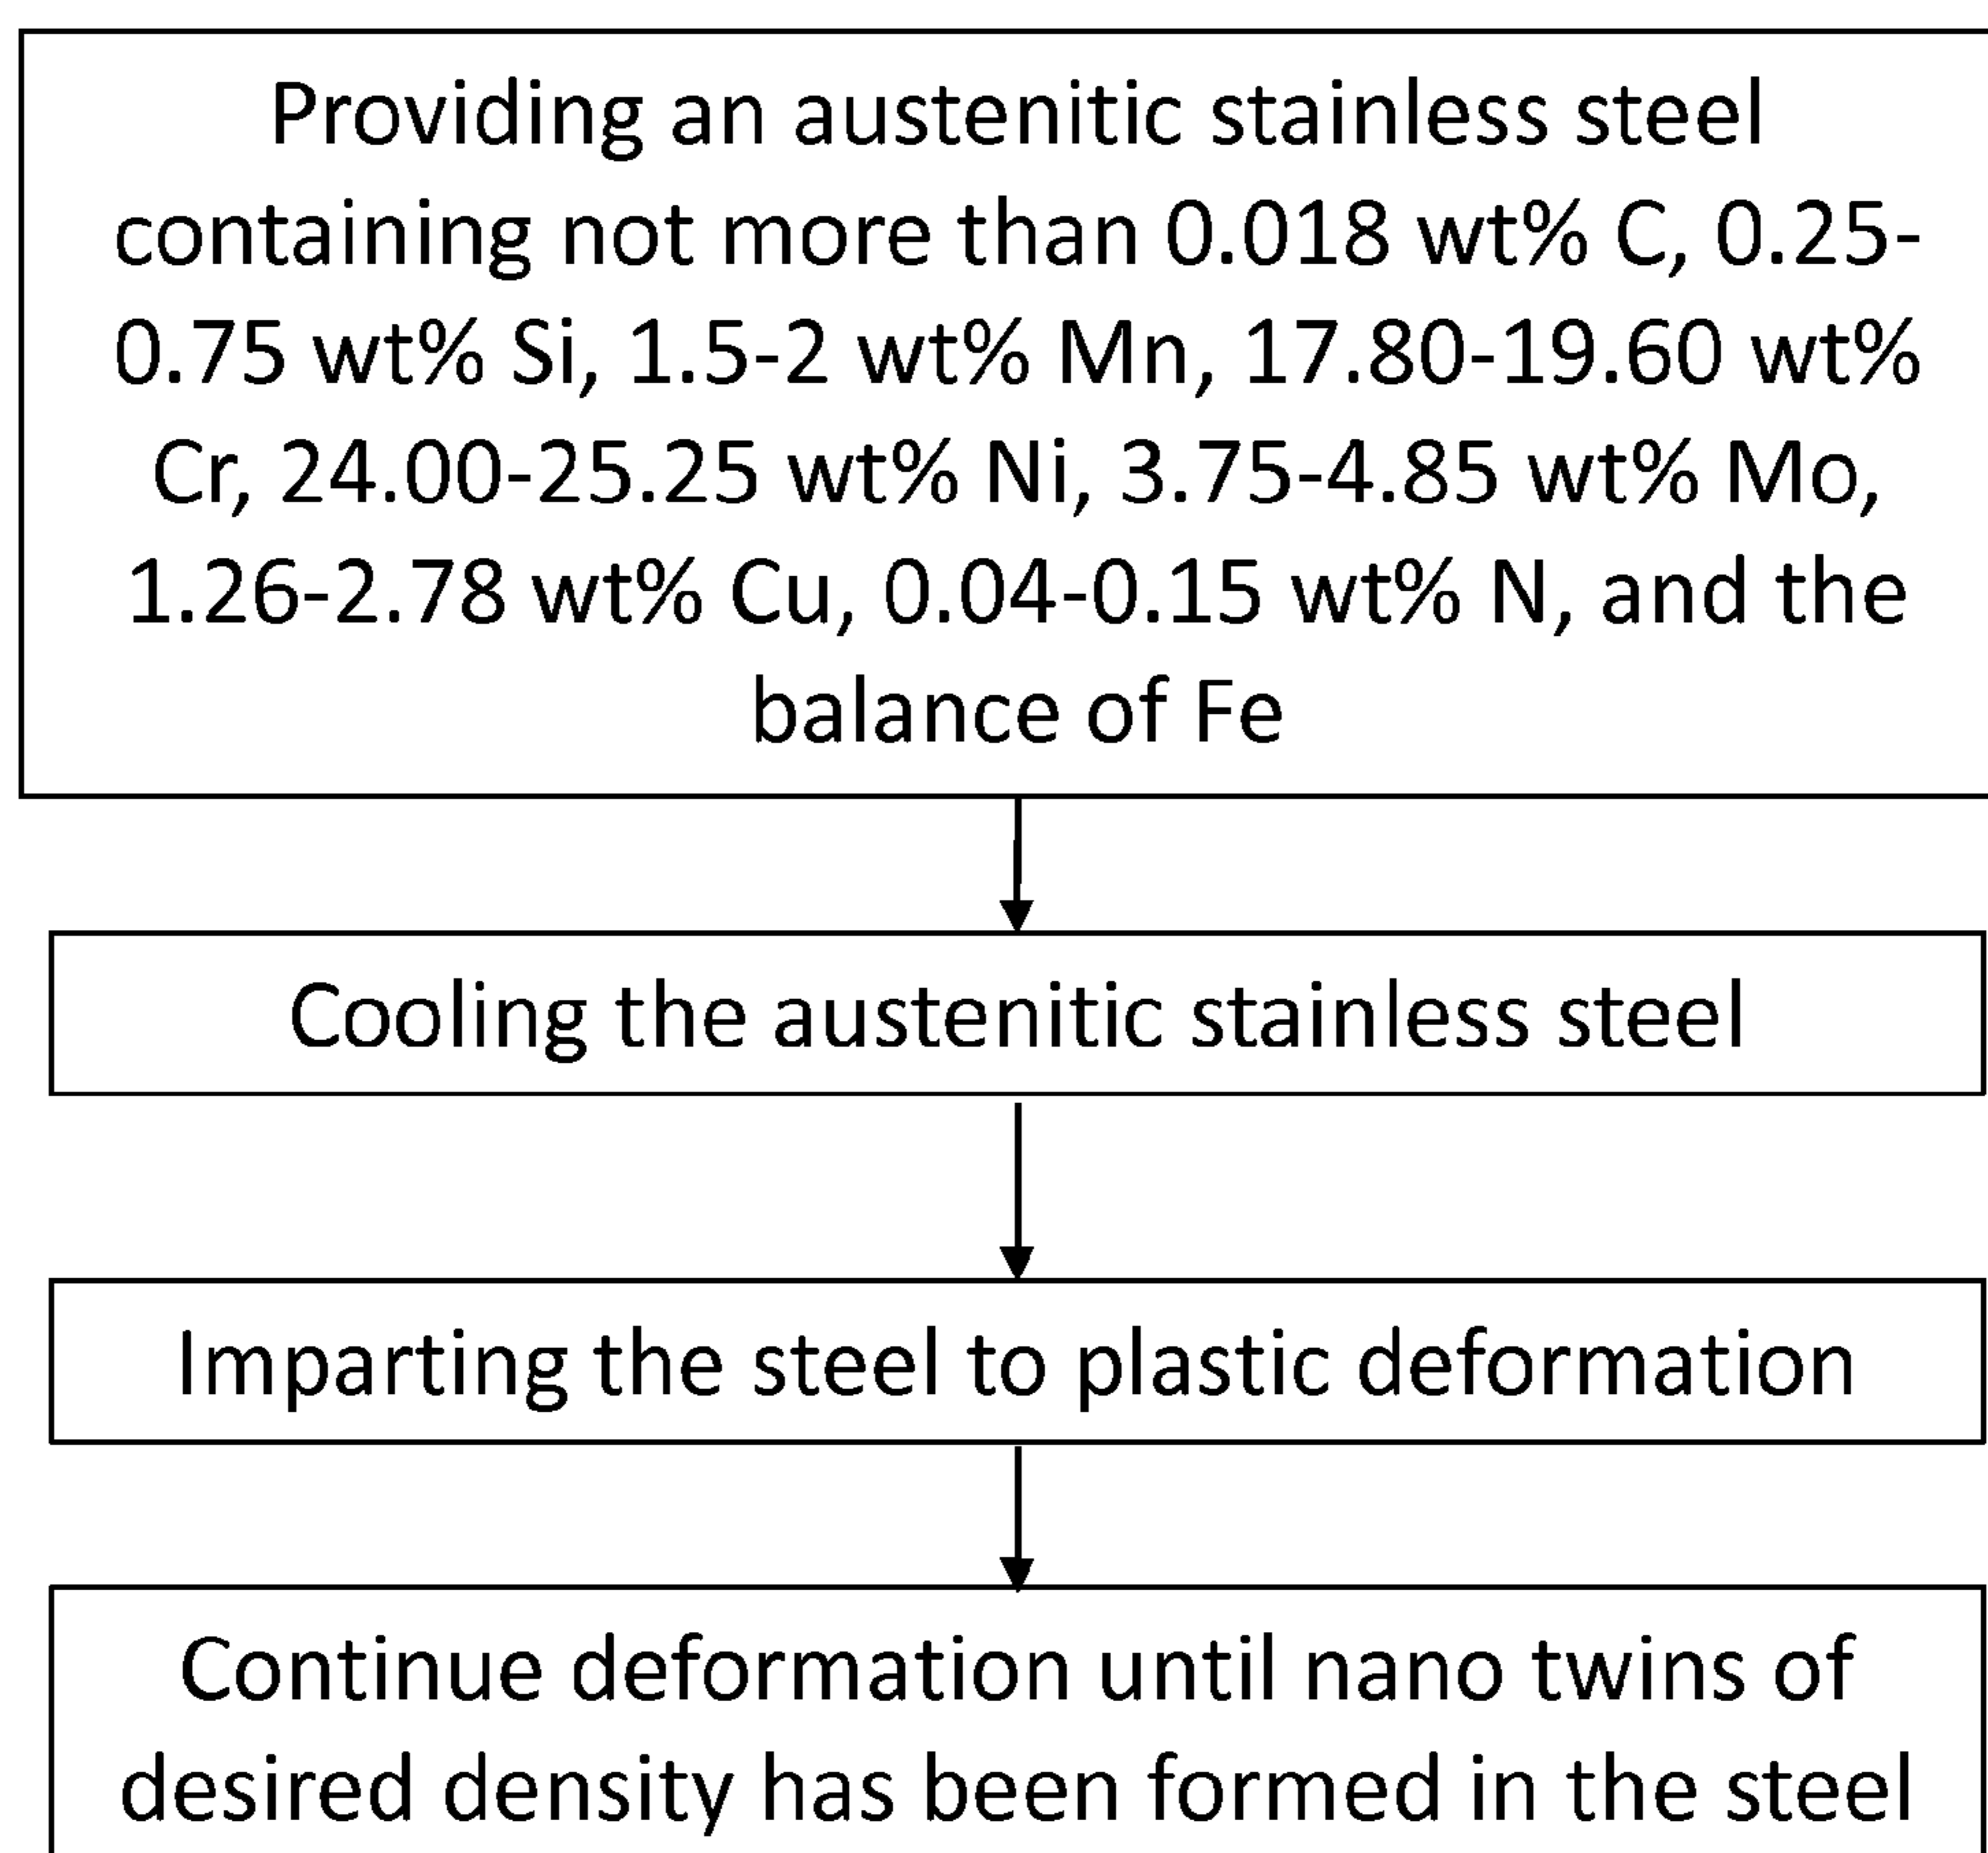 Providing an austenitic stainless steel
containing not more than 0.018 wt% C, 0.25-
0.75 wt% Si, 1.5-2 wt% Mn, 17.80-19.60 wt%
Cr, 24.00-25.25 wt% Ni, 3.75-4.85 wt% Mo,
1.26-2.78 wt% Cu, 0.04-0.15 wt% N, and the
balance of Fe
Cooling the austenitic stainless steel
Imparting the steel to plastic deformation
Continue deformation until nano twins of
desired density has been formed in the steel